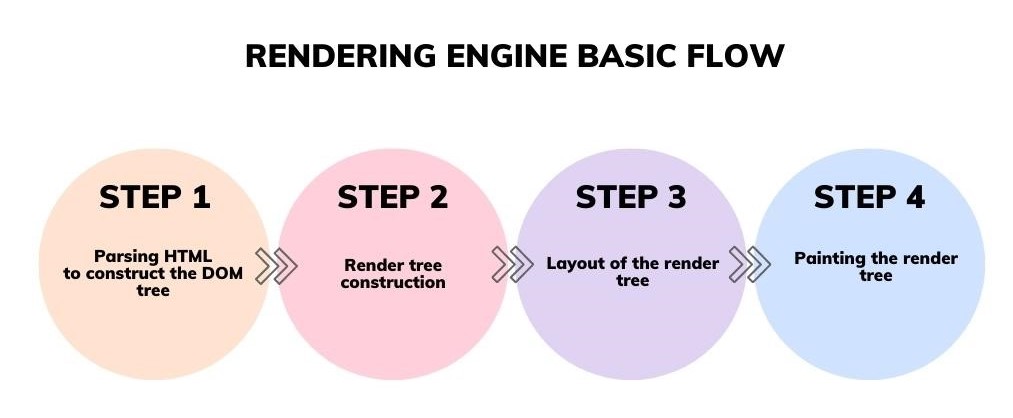 RENDERING ENGINE BASIC FLOW
STEP 1
Parsing HTML
to construct the DOM
tree
STEP 2
Render tree
construction
STEP 3
Layout of the render
tree
STEP 4
Painting the render
tree